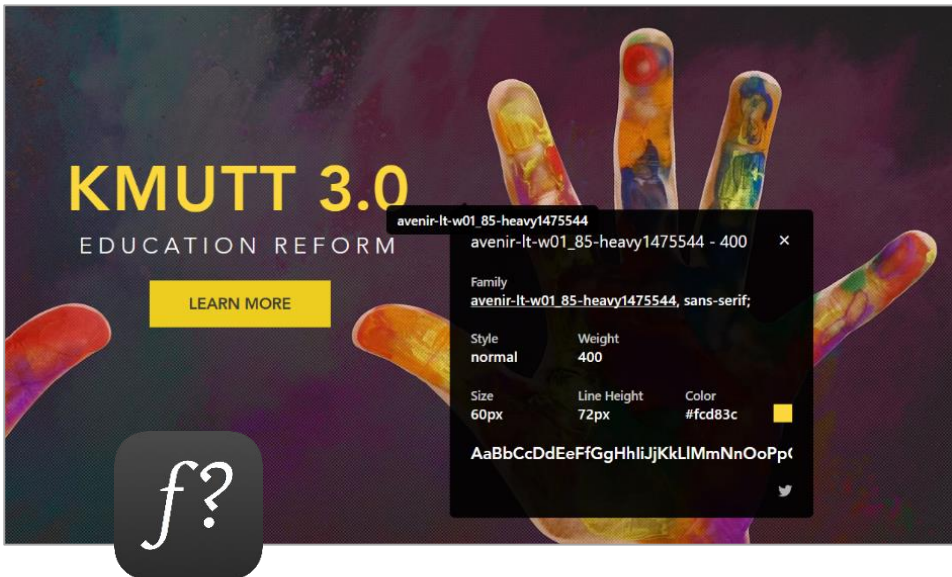 KMUTT 3.0
EDUCATION REFORM
LEARN MORE
avenir-lt-w01_85-heavy1475544
avenir-lt-w01_85-heavy1475544 - 400 ×
Family
avenir-lt-w01_85-heavy1475544, sans-serif;
Style Weight
normal 400
Size Line Height Color
60px 72px #fcd83c
AaBbCcDdEeFfGgHhIiJjKkLlMmNnOoPp
f?